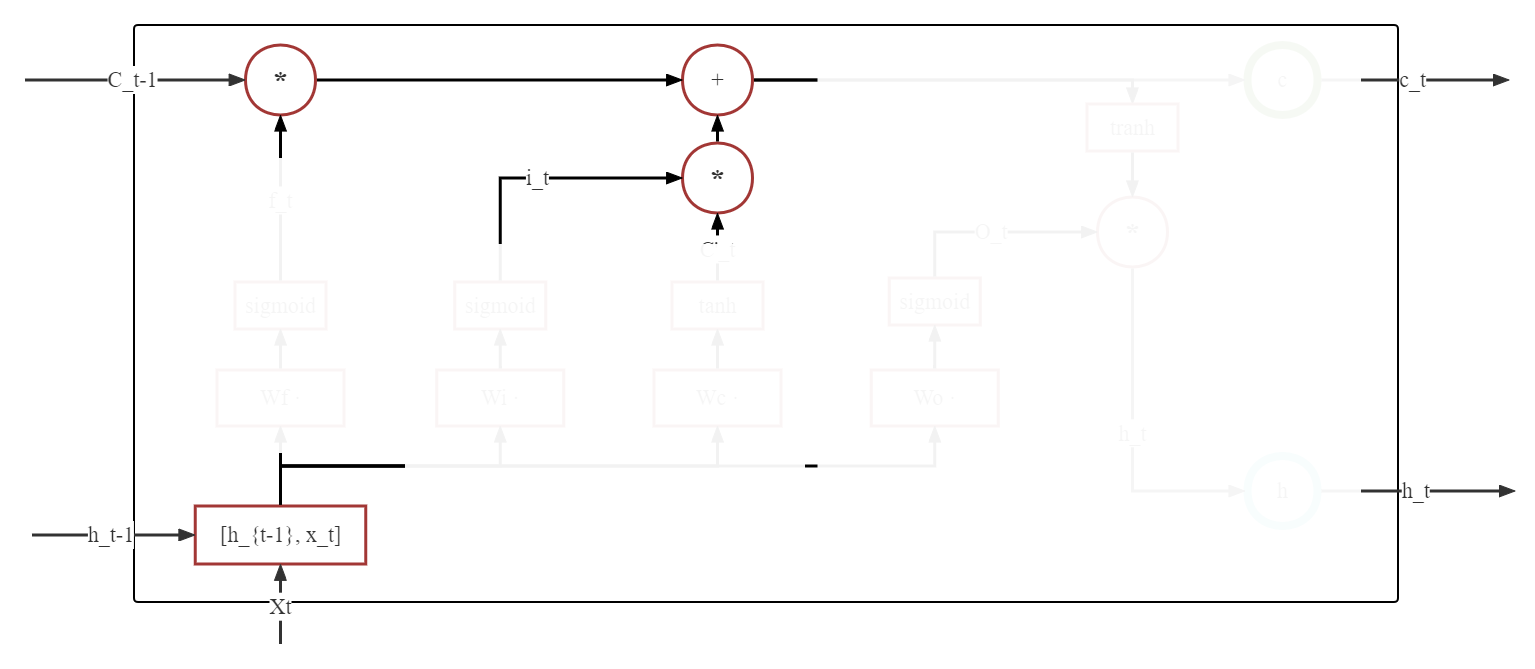 C_t-1
*
+
c
c_t
tranh
i_t
*
f_t
O_t
*
C'_t
sigmoid
sigmoid
tanh
sigmoid
Wf ·
Wi ·
Wc ·
Wo ·
h_t
h
h_t
h_t-1
[h_{t-1}, x_t]
Xt